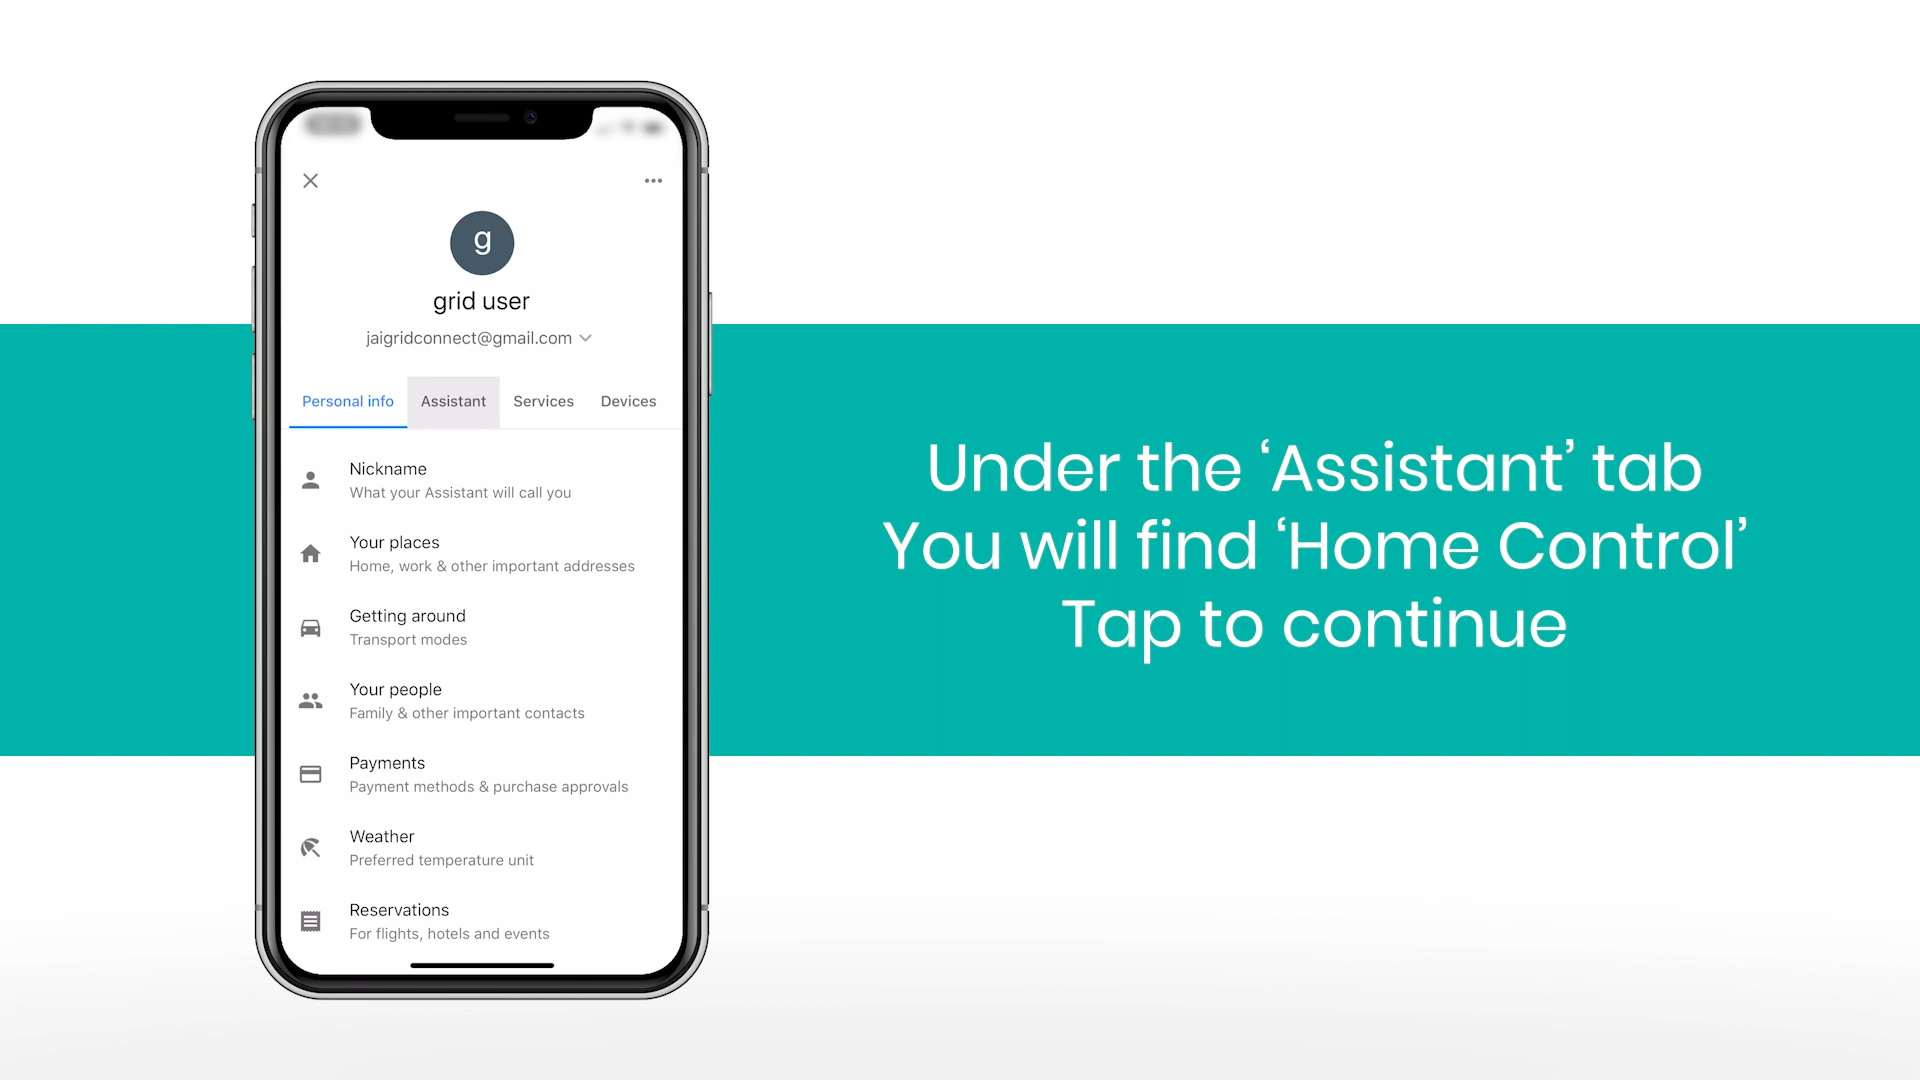 g
grid user
jaigridconnect@gmail.com
Personal info Assistant Services Devices
Nickname
What your Assistant will call you
Your places
Home, work & other important addresses
Getting around
Transport modes
Your people
Family & other important contacts
Payments
Payment methods & purchase approvals
Weather
Preferred temperature unit
Reservations
For flights, hotels and events
Under the ‘Assistant’ tab
You will find ‘Home Control’
Tap to continue